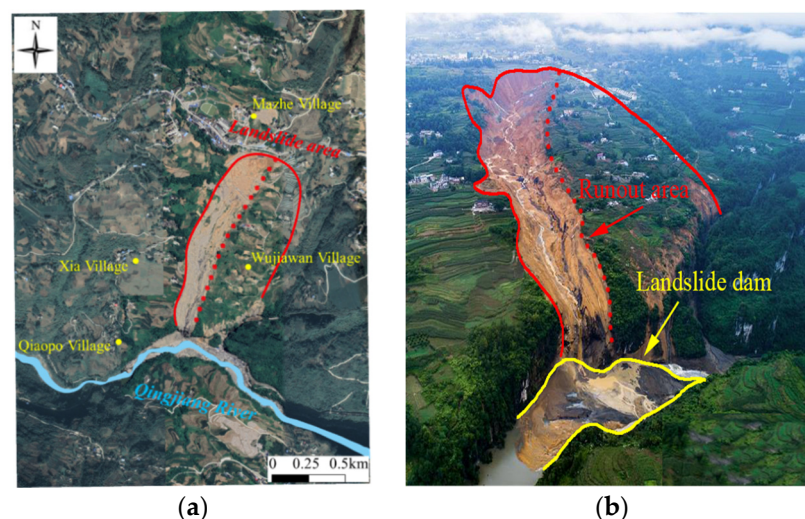 N
Mazhe Village
Landslide area
Xia Village
Wujiawan
Qiaopo Village
Qingjiang River
0 0.25 0.5km
Runout area
Landslide dam
(a)
(b)